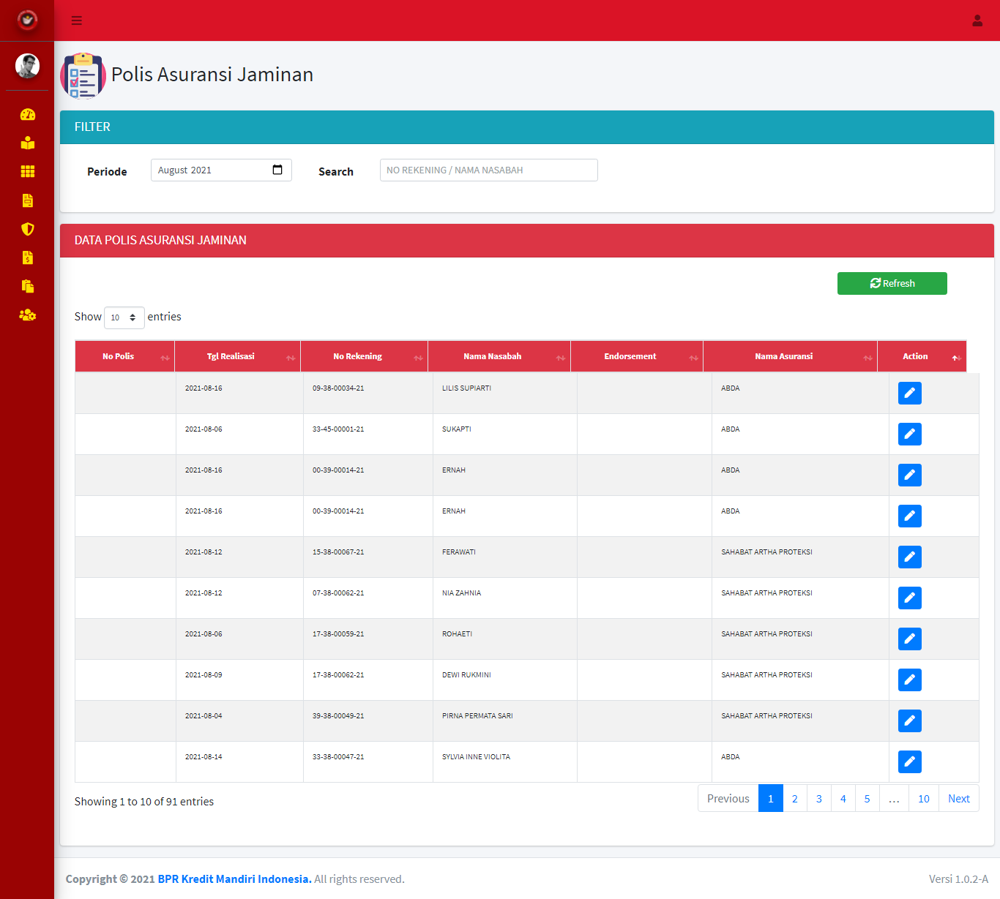 Polis Asuransi Jaminan
FILTER
Periode August 2021 Search NO REKENING / NAMA NASABAH
DATA POLIS ASURANSI JAMINAN
Refresh
Show 10 entries
No Polis Tgl Realisasi No Rekening Nama Nasabah Endorsement Nama Asuransi Action
2021-08-16 09-38-00034-21 LILIS SUPIARTI ABDA
2021-08-06 33-45-00001-21 SUKAPTI ABDA
2021-08-16 00-39-00014-21 ERNAH ABDA
2021-08-16 00-39-00014-21 ERNAH ABDA
2021-08-12 15-38-00067-21 FERAWATI SAHABAT ARTHA PROTEKSI
2021-08-12 07-38-00062-21 NIA ZAHNIA SAHABAT ARTHA PROTEKSI
2021-08-06 17-38-00059-21 ROHAETI SAHABAT ARTHA PROTEKSI
2021-08-09 17-38-00062-21 DEWI RUKMINI SAHABAT ARTHA PROTEKSI
2021-08-04 39-38-00049-21 PIRNA PERMATA SARI SAHABAT ARTHA PROTEKSI
2021-08-14 33-38-00047-21 SYLVIA INNE VIOLITA ABDA
Showing 1 to 10 of 91 entries
Previous 1 2 3 4 5 … 10 Next
Copyright © 2021 BPR Kredit Mandiri Indonesia. All rights reserved. Versi 1.0.2-A